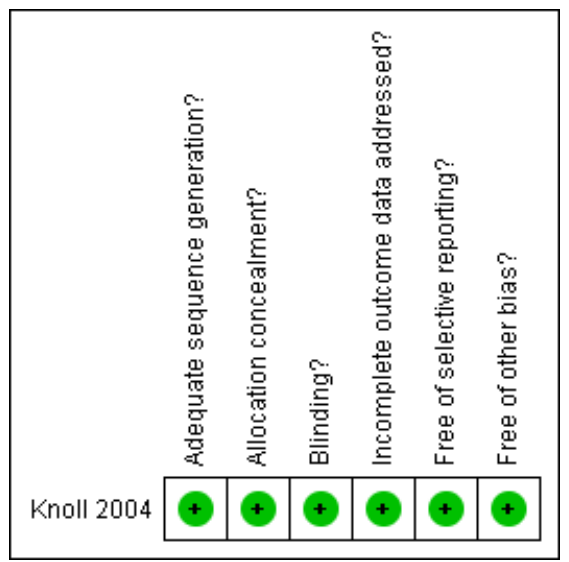 Adequate sequence generation?
Allocation concealment?
Blinding?
Incomplete outcome data addressed?
Free of selective reporting?
Free of other bias?
Knoll 2004 + + + + + +